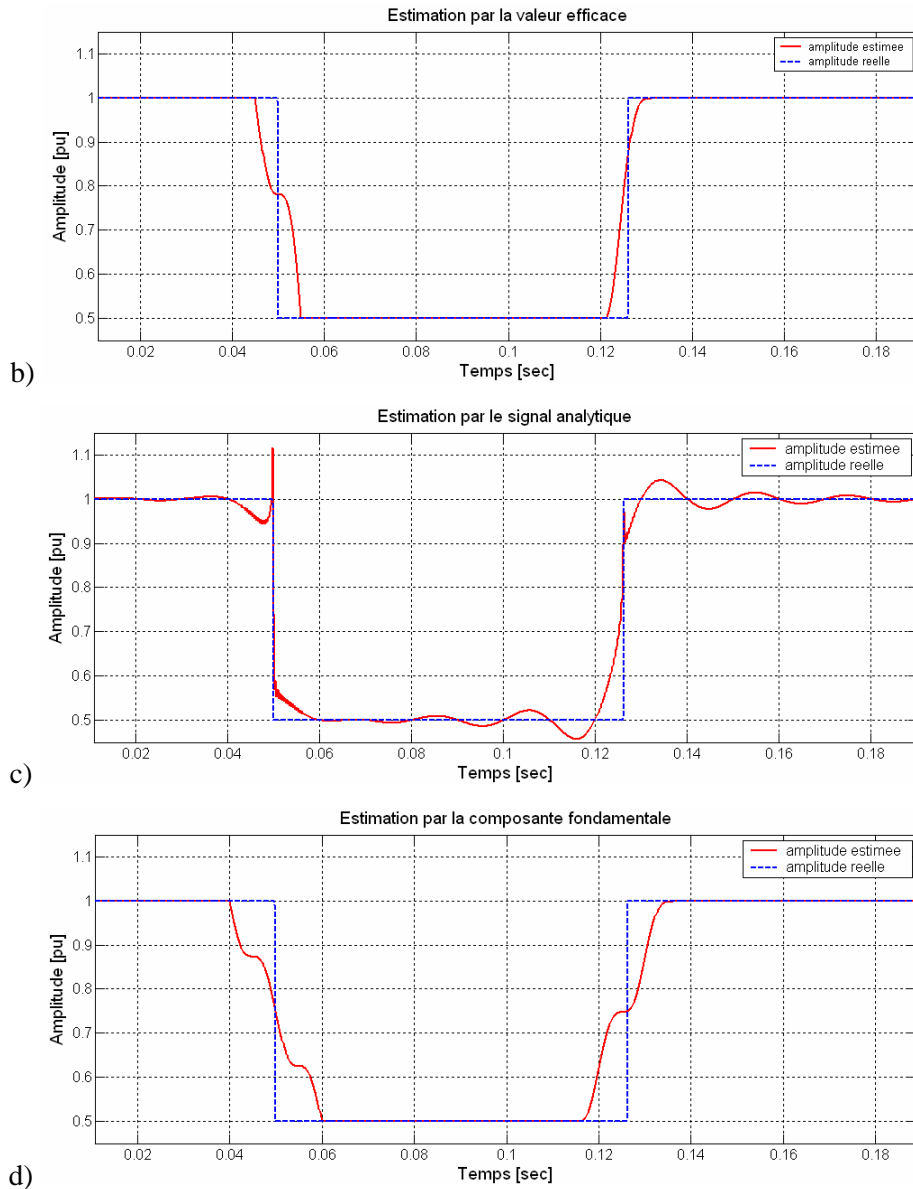 Estimation par la valeur efficace
amplitude estimee
amplitude reelle
1.1
1
0.9
0.8
0.7
0.6
0.5
Amplitude [pu]
0.02 0.04 0.06 0.08 0.1 0.12 0.14 0.16 0.18
Temps [sec]
b)
Estimation par le signal analytique
amplitude estimee
amplitude reelle
1.1
1
0.9
0.8
0.7
0.6
0.5
Amplitude [pu]
0.02 0.04 0.06 0.08 0.1 0.12 0.14 0.16 0.18
Temps [sec]
c)
Estimation par la composante fondamentale
amplitude estimee
amplitude reelle
1.1
1
0.9
0.8
0.7
0.6
0.5
Amplitude [pu]
0.02 0.04 0.06 0.08 0.1 0.12 0.14 0.16 0.18
Temps [sec]
d)